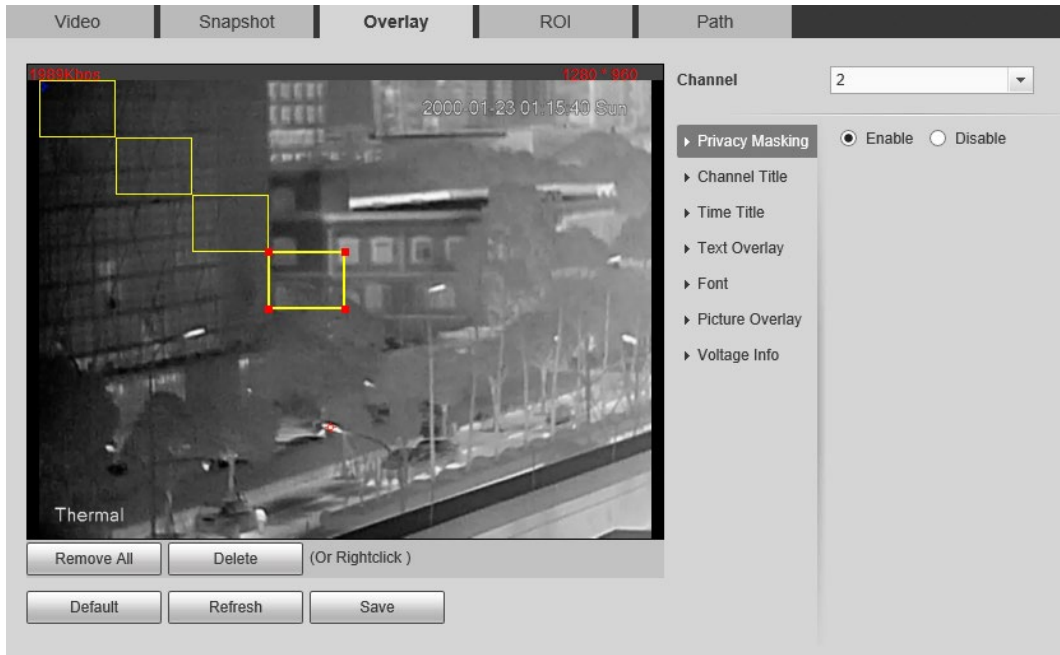 Video Snapshot Overlay ROI Path
1889Kbps 1280 * 960
2000-01-23 01:15:40 Sun
Thermal
Remove All Delete (Or Rightclick )
Default Refresh Save
Channel 2
Privacy Masking Enable Disable
Channel Title
Time Title
Text Overlay
Font
Picture Overlay
Voltage Info